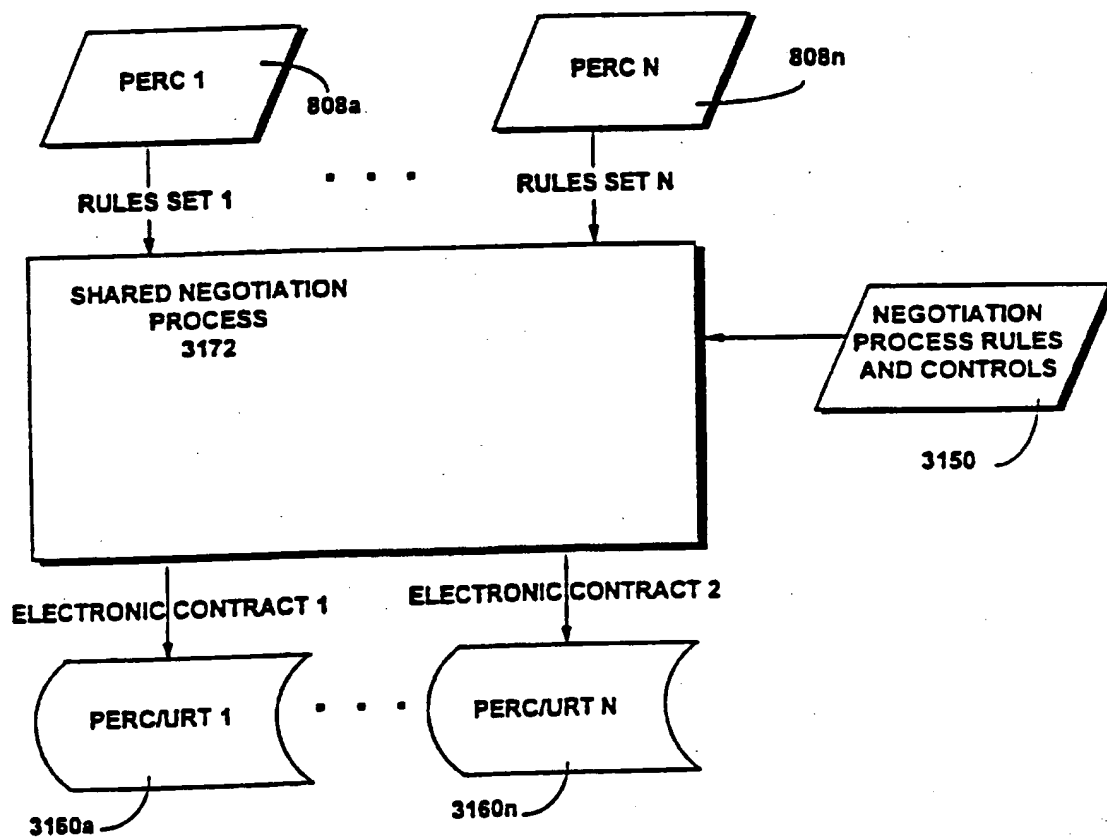 PERC 1
808a
PERC N
808n
RULES SET 1
RULES SET N
SHARED NEGOTIATION
PROCESS
3172
NEGOTIATION
PROCESS RULES
AND CONTROLS
3150
ELECTRONIC CONTRACT 1
ELECTRONIC CONTRACT 2
PERC/URT 1
PERC/URT N
3160a
3160n